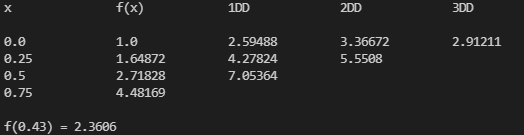 x f(x) 1DD 2DD 3DD
0.0 1.0 2.59488 3.36672 2.91211
0.25 1.64872 4.27824 5.5508
0.5 2.71828 7.05364
0.75 4.48169
f(0.43) = 2.3606